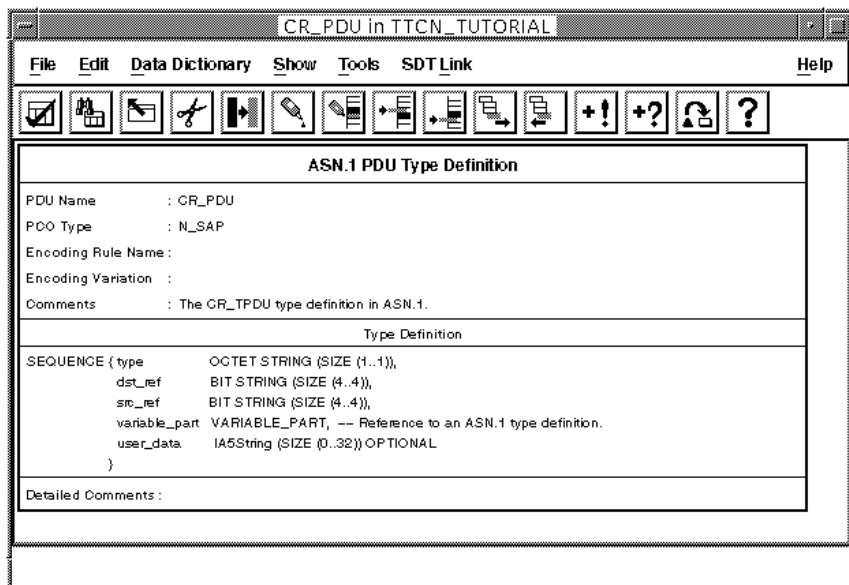 CR_PDU in TTCN_TUTORIAL
File Edit Data Dictionary Show Tools SDT Link Help
+! +? ?
ASN.1 PDU Type Definition
PDU Name : CR_PDU
PCO Type : N_SAP
Encoding Rule Name :
Encoding Variation :
Comments : The CR_TPDU type definition in ASN.1.
Type Definition
SEQUENCE { type OCTET STRING (SIZE (1..1)),
dst_ref BIT STRING (SIZE (4..4)),
src_ref BIT STRING (SIZE (4..4)),
variable_part VARIABLE_PART, -- Reference to an ASN.1 type definition.
user_data IA5String (SIZE (0..32)) OPTIONAL
}
Detailed Comments :